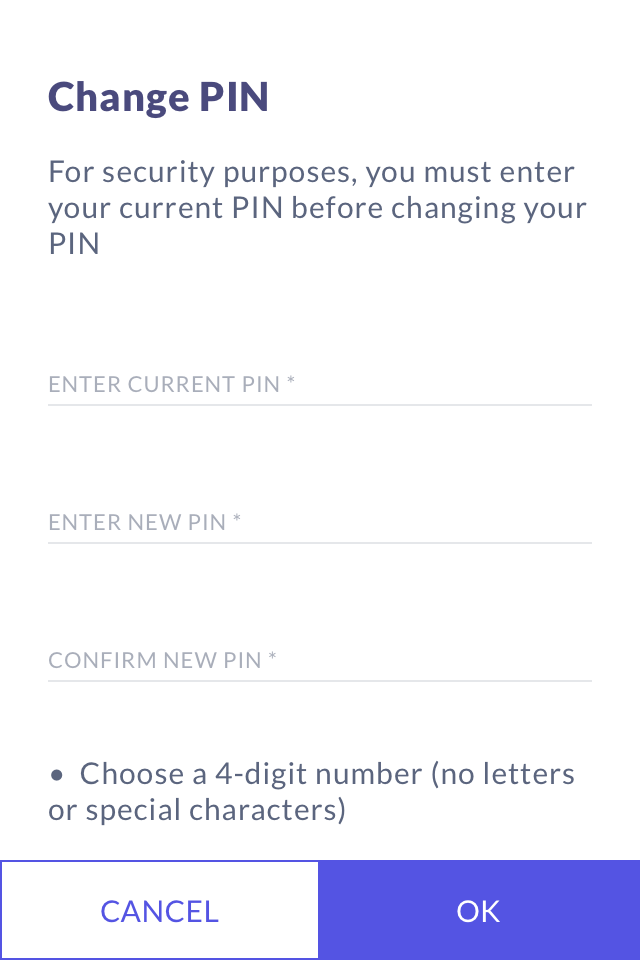 Change PIN
For security purposes, you must enter
your current PIN before changing your
PIN
ENTER CURRENT PIN *
ENTER NEW PIN *
CONFIRM NEW PIN *
• Choose a 4-digit number (no letters
or special characters)
CANCEL
OK